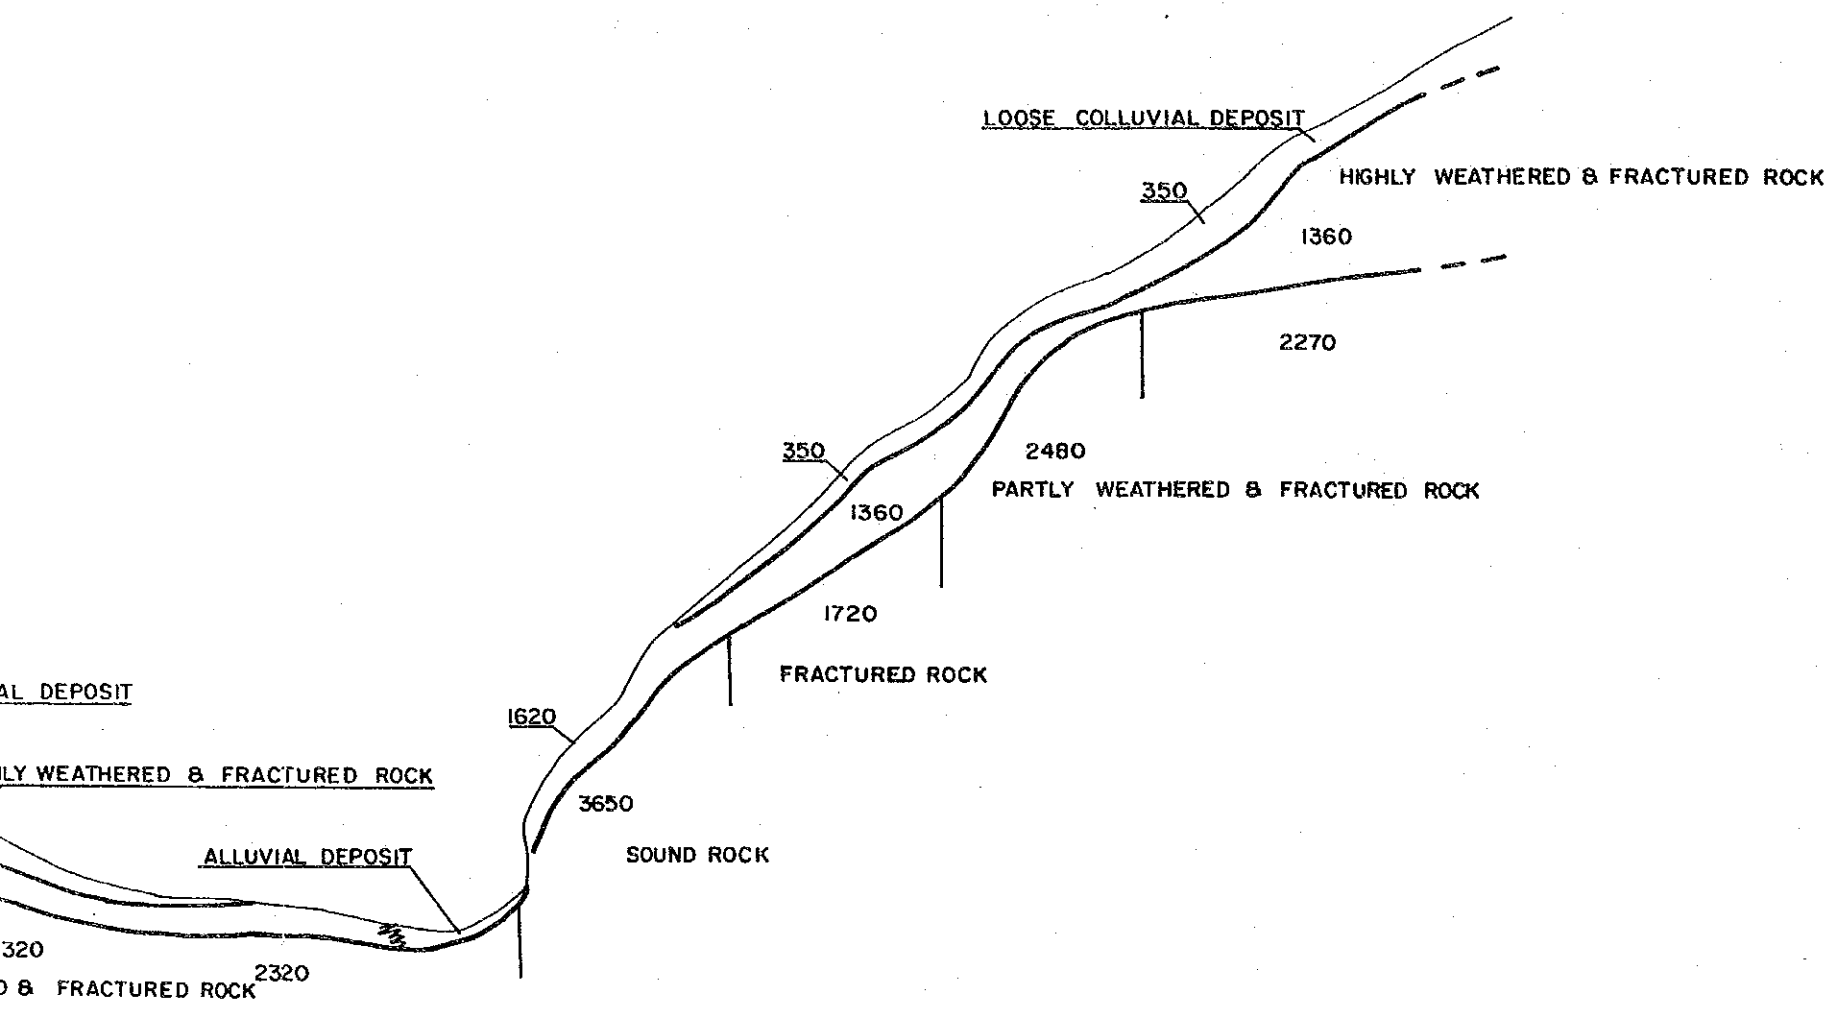 LOOSE COLLUVIAL DEPOSIT
HIGHLY WEATHERED & FRACTURED ROCK
350
1360
2270
350
2480
PARTLY WEATHERED & FRACTURED ROCK
1360
1720
FRACTURED ROCK
AL DEPOSIT
1620
LY WEATHERED & FRACTURED ROCK
3650
ALLUVIAL DEPOSIT
SOUND ROCK
320
2320
D & FRACTURED ROCK